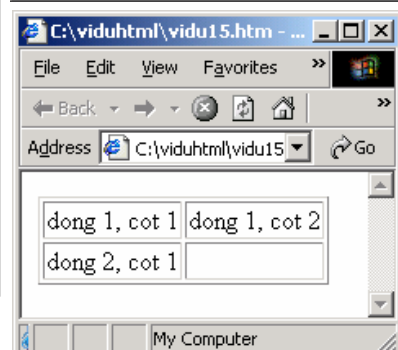 C:\viduhtml\vidu15.htm - ...
File Edit View Favorites »
Back »
Address C:\viduhtml\vidu15 Go
dong 1, cot 1 dong 1, cot 2
dong 2, cot 1
My Computer